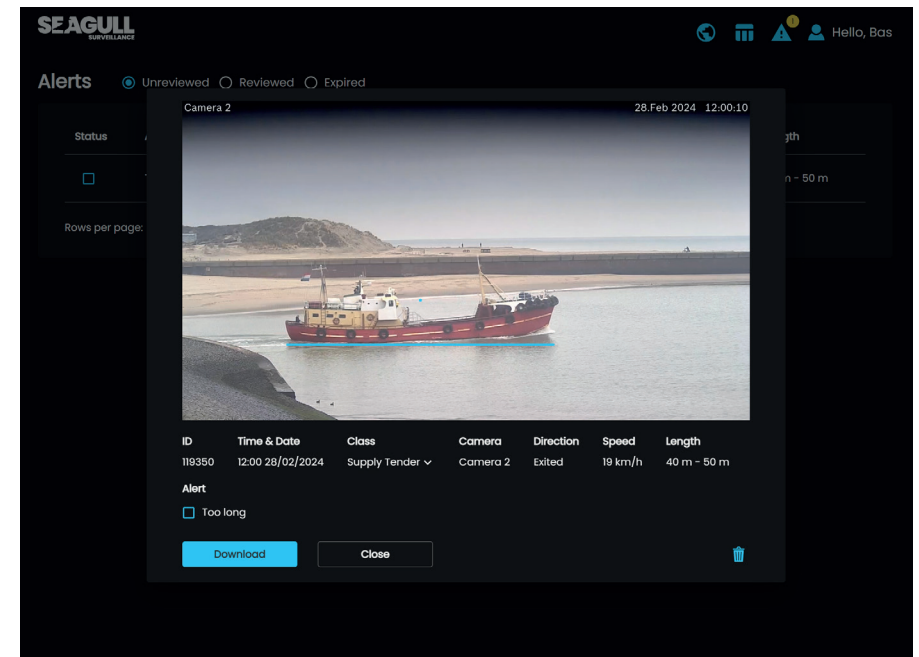 SEAGULL
SURVEILLANCE
!
Hello, Bas
Alerts Unreviewed Reviewed Expired
Camera 2 28.Feb 2024 12:00:10
Status
Rows per page:
- 50 m
ID Time & Date Class Camera Direction Speed Length
119350 12:00 28/02/2024 Supply Tender Camera 2 Exited 19 km/h 40 m - 50 m
Alert
Too long
Download Close